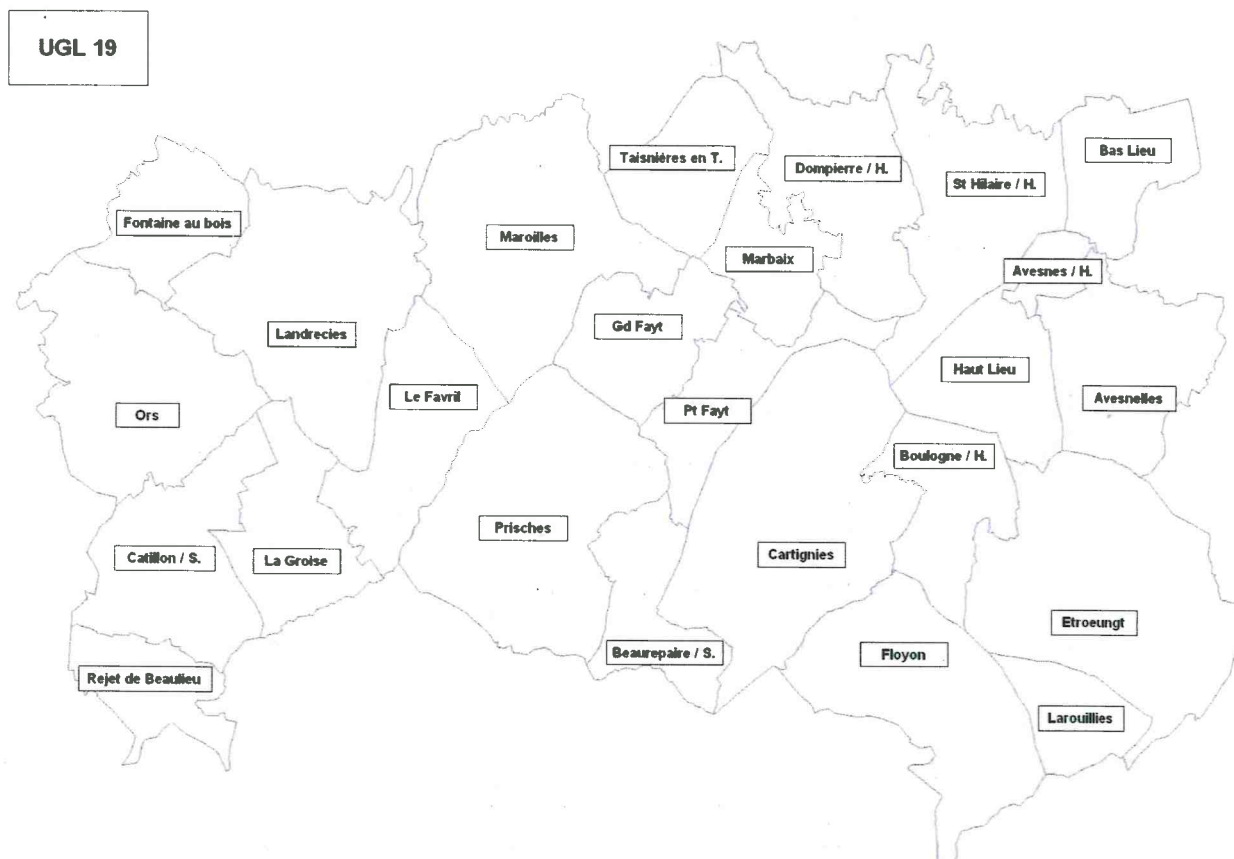 UGL 19
Bas Lieu
Taisnières en T.
Dompierre / H.
St Hilaire / H.
Fontaine au bois
Maroilles
Marbaix
Avesnes / H.
Landrecies
Gd Fayt
Haut Lieu
Le Favril
Avesnelles
Ors
Pt Fayt
Boulogne / H.
Prisches
Catillon / S.
La Groise
Cartignies
Etroeungt
Beaurepaire / S.
Floyon
Rejet de Beaulieu
Larouillies